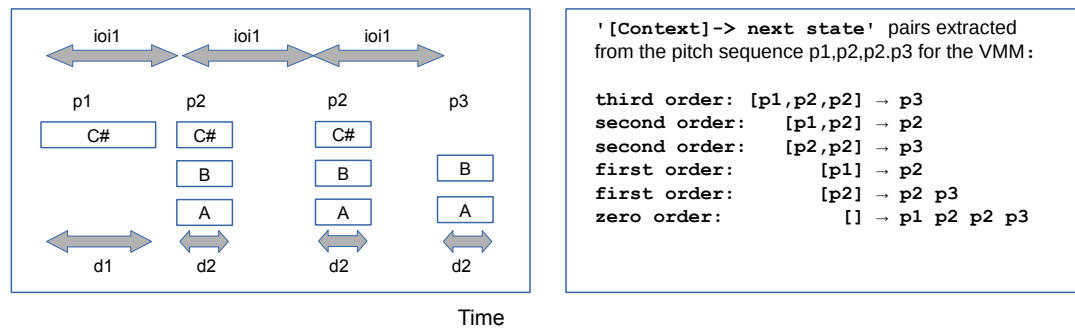 ioi1 ioi1 ioi1
p1 p2 p2 p3
C# C# C#
B B B
A A A
d1 d2 d2 d2
Time
'[Context]-> next state' pairs extracted
from the pitch sequence p1,p2,p2.p3 for the VMM:
third order: [p1,p2,p2] → p3
second order: [p1,p2] → p2
second order: [p2,p2] → p3
first order: [p1] → p2
first order: [p2] → p2 p3
zero order: [] → p1 p2 p2 p3